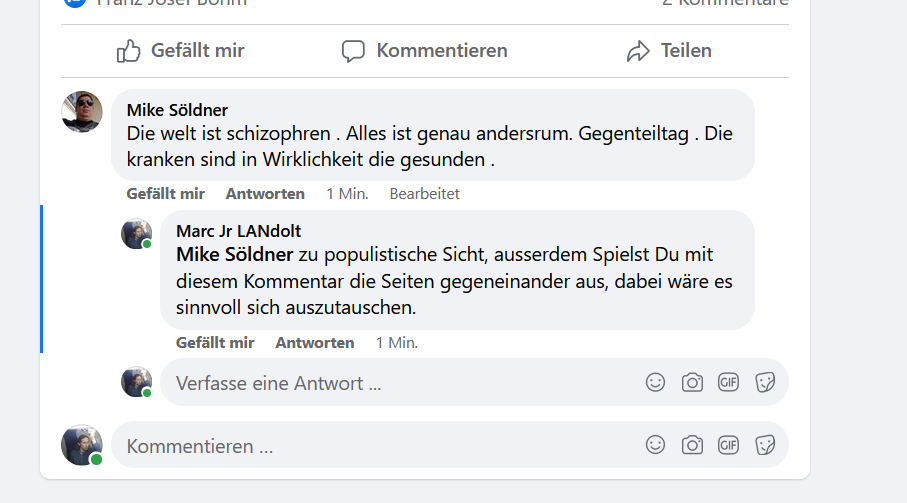 Franz Josef Böhm
2 Kommentare
Gefällt mir
Kommentieren
Teilen
Mike Söldner
Die welt ist schizophren . Alles ist genau andersrum. Gegenteiltag . Die
kranken sind in Wirklichkeit die gesunden .
Gefällt mir Antworten 1 Min. Bearbeitet
Marc Jr LANdolt
Mike Söldner zu populistische Sicht, ausserdem Spielst Du mit
diesem Kommentar die Seiten gegeneinander aus, dabei wäre es
sinnvoll sich auszutauschen.
Gefällt mir Antworten 1 Min.
Verfasse eine Antwort ...
GIF
Kommentieren ...
GIF